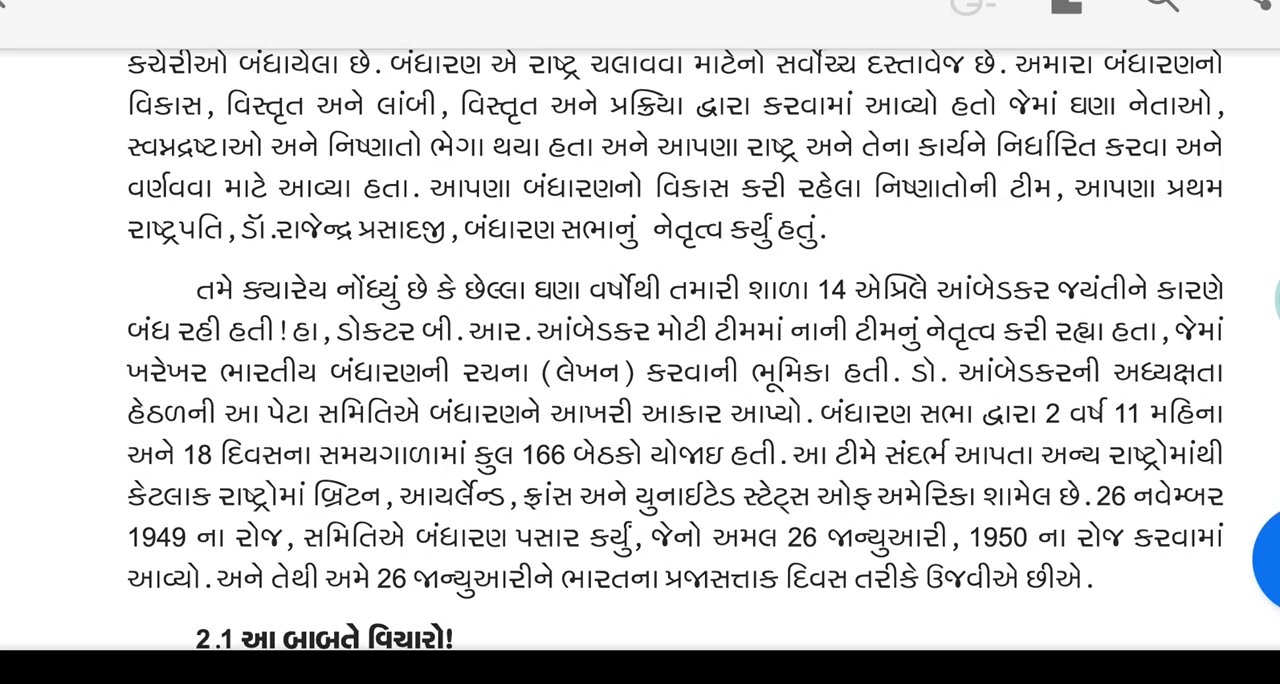 કચેરીઓ બંધાયેલા છે. બંધારણ એ રાષ્ટ્ર ચલાવવા માટેનો સર્વોચ્ચ દસ્તાવેજ છે. અમારા બંધારણનો
વિકાસ, વિસ્તૃત અને લાંબી, વિસ્તૃત અને પ્રક્રિયા દ્વારા કરવામાં આવ્યો હતો જેમાં ઘણા નેતાઓ,
સ્વપ્નદ્રષ્ટાઓ અને નિષ્ણાતો ભેગા થયા હતા અને આપણા રાષ્ટ્ર અને તેના કાર્યને નિર્ધારિત કરવા અને
વર્ણવવા માટે આવ્યા હતા. આપણા બંધારણનો વિકાસ કરી રહેલા નિષ્ણાતોની ટીમ, આપણા પ્રથમ
રાષ્ટ્રપતિ, ડૉ.રાજેન્દ્ર પ્રસાદજી, બંધારણ સભાનું નેતૃત્વ કર્યું હતું.
તમે ક્યારેય નોંધ્યું છે કે છેલ્લા ઘણા વર્ષોથી તમારી શાળા 14 એપ્રિલે આંબેડકર જયંતીને કારણે
બંધ રહી હતી! હા, ડોકટર બી. આર. આંબેડકર મોટી ટીમમાં નાની ટીમનું નેતૃત્વ કરી રહ્યા હતા, જેમાં
ખરેખર ભારતીય બંધારણની રચના (લેખન) કરવાની ભૂમિકા હતી. ડો. આંબેડકરની અધ્યક્ષતા
હેઠળની આ પેટા સમિતિએ બંધારણને આખરી આકાર આપ્યો. બંધારણ સભા દ્વારા 2 વર્ષ 11 મહિના
અને 18 દિવસના સમયગાળામાં કુલ 166 બેઠકો યોજાઇ હતી. આ ટીમે સંદર્ભ આપતા અન્ય રાષ્ટ્રોમાંથી
કેટલાક રાષ્ટ્રોમાં બ્રિટન, આયર્લેન્ડ, ફ્રાંસ અને યુનાઈટેડ સ્ટેટ્સ ઓફ અમેરિકા શામેલ છે. 26 નવેમ્બર
1949 ના રોજ, સમિતિએ બંધારણ પસાર કર્યું, જેનો અમલ 26 જાન્યુઆરી, 1950 ના રોજ કરવામાં
આવ્યો. અને તેથી અમે 26 જાન્યુઆરીને ભારતના પ્રજાસત્તાક દિવસ તરીકે ઉજવીએ છીએ.
2.1 આ બાબતે વિચારો!